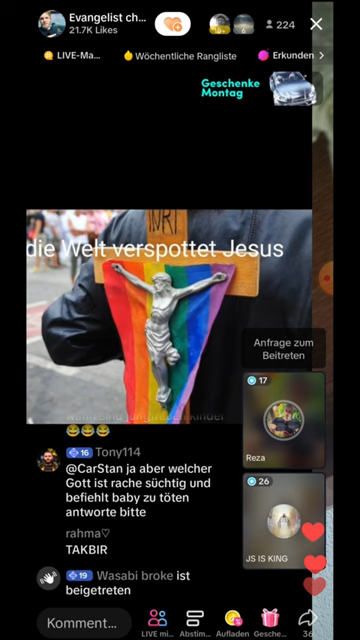 Evangelist ch...
21.7K Likes
224
LIVE-Ma...
Wöchentliche Rangliste
Erkunden
Geschenke
Montag
INRI
die Welt verspottet Jesus
Anfrage zum
Beitreten
17
Reza
26
JS IS KING
16 Tony114
@CarStan ja aber welcher
Gott ist rache süchtig und
befiehlt baby zu töten
antworte bitte
rahma♡
TAKBIR
19 Wasabi broke ist
beigetreten
Komment...
LIVE mi...
Abstim...
Aufladen
Gesche...
36